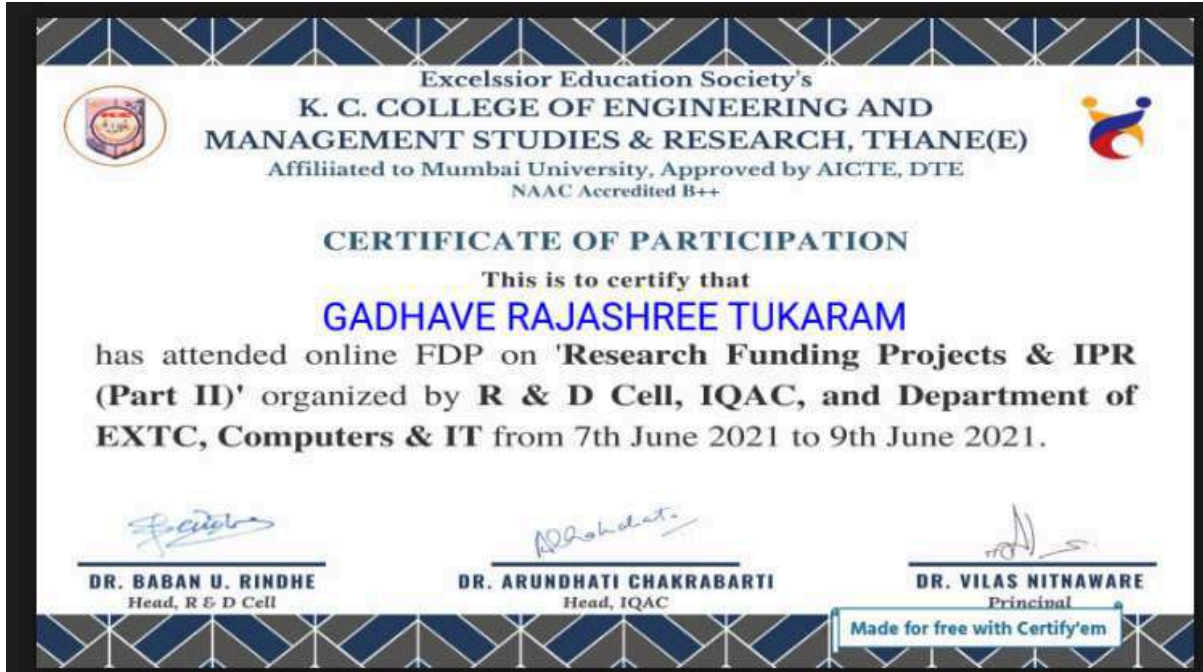 Excelssior Education Society's
K. C. COLLEGE OF ENGINEERING AND
MANAGEMENT STUDIES & RESEARCH, THANE(E)
Affiliiated to Mumbai University, Approved by AICTE, DTE
NAAC Accredited B++
CERTIFICATE OF PARTICIPATION
This is to certify that
GADHAVE RAJASHREE TUKARAM
has attended online FDP on 'Research Funding Projects & IPR
(Part II)' organized by R & D Cell, IQAC, and Department of
EXTC, Computers & IT from 7th June 2021 to 9th June 2021.
DR. BABAN U. RINDHE
Head, R & D Cell
DR. ARUNDHATI CHAKRABARTI
Head, IQAC
DR. VILAS NITNAWARE
Principal
Made for free with Certify'em